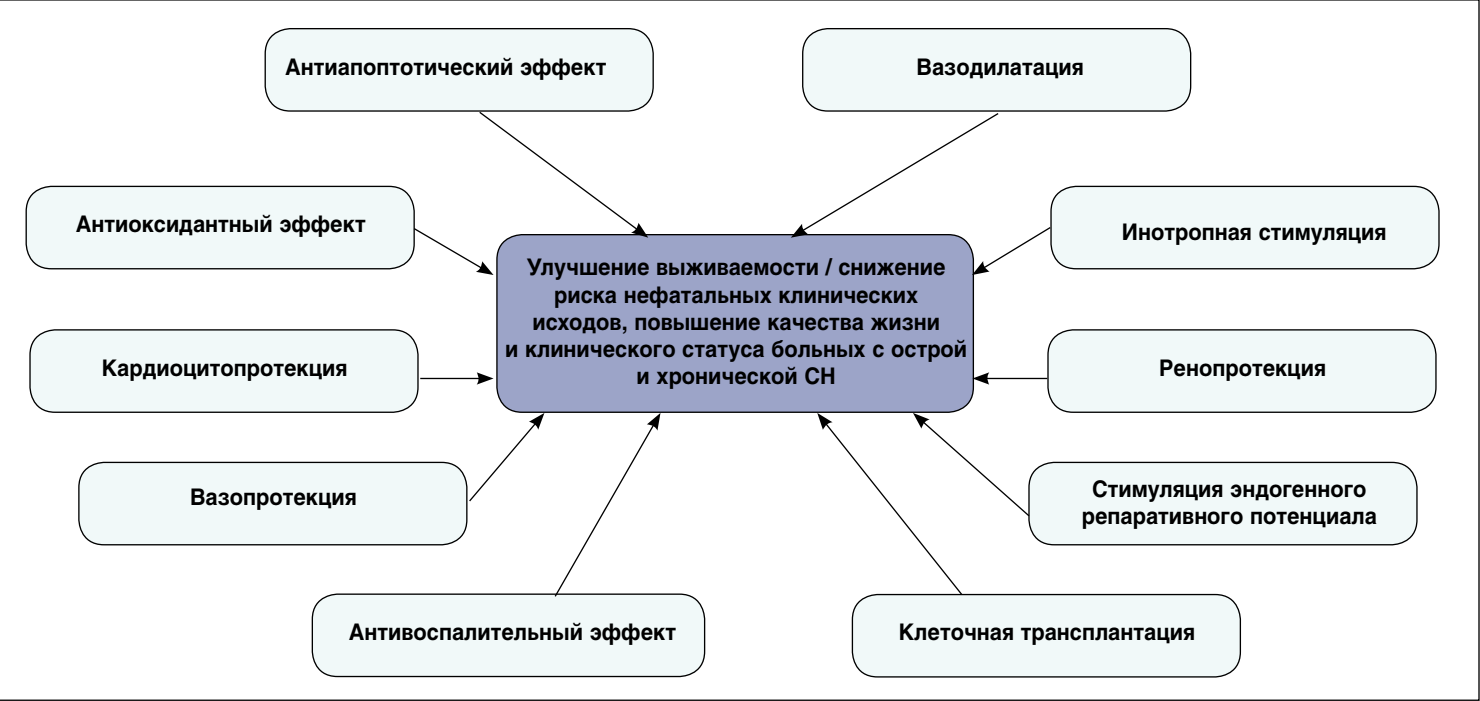 Антиапоптотический эффект
Вазодилатация
Антиоксидантный эффект
Инотропная стимуляция
Улучшение выживаемости / снижение
риска нефатальных клинических
исходов, повышение качества жизни
и клинического статуса больных с острой
и хронической СН
Кардиоцитопротекция
Ренопротекция
Вазопротекция
Стимуляция эндогенного
репаративного потенциала
Антивоспалительный эффект
Клеточная трансплантация